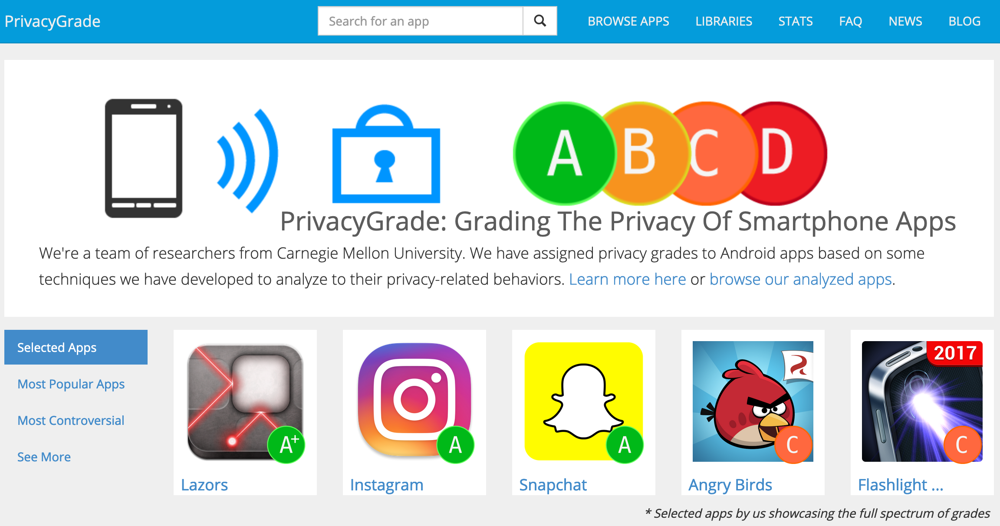 PrivacyGrade
Search for an app
BROWSE APPS
LIBRARIES
STATS
FAQ
NEWS
BLOG
A B C D
PrivacyGrade: Grading The Privacy Of Smartphone Apps
We're a team of researchers from Carnegie Mellon University. We have assigned privacy grades to Android apps based on some
techniques we have developed to analyze to their privacy-related behaviors. Learn more here or browse our analyzed apps.
Selected Apps
Most Popular Apps
Most Controversial
See More
A+
Lazors
A
Instagram
A
Snapchat
C
Angry Birds
2017
C
Flashlight ...
* Selected apps by us showcasing the full spectrum of grades